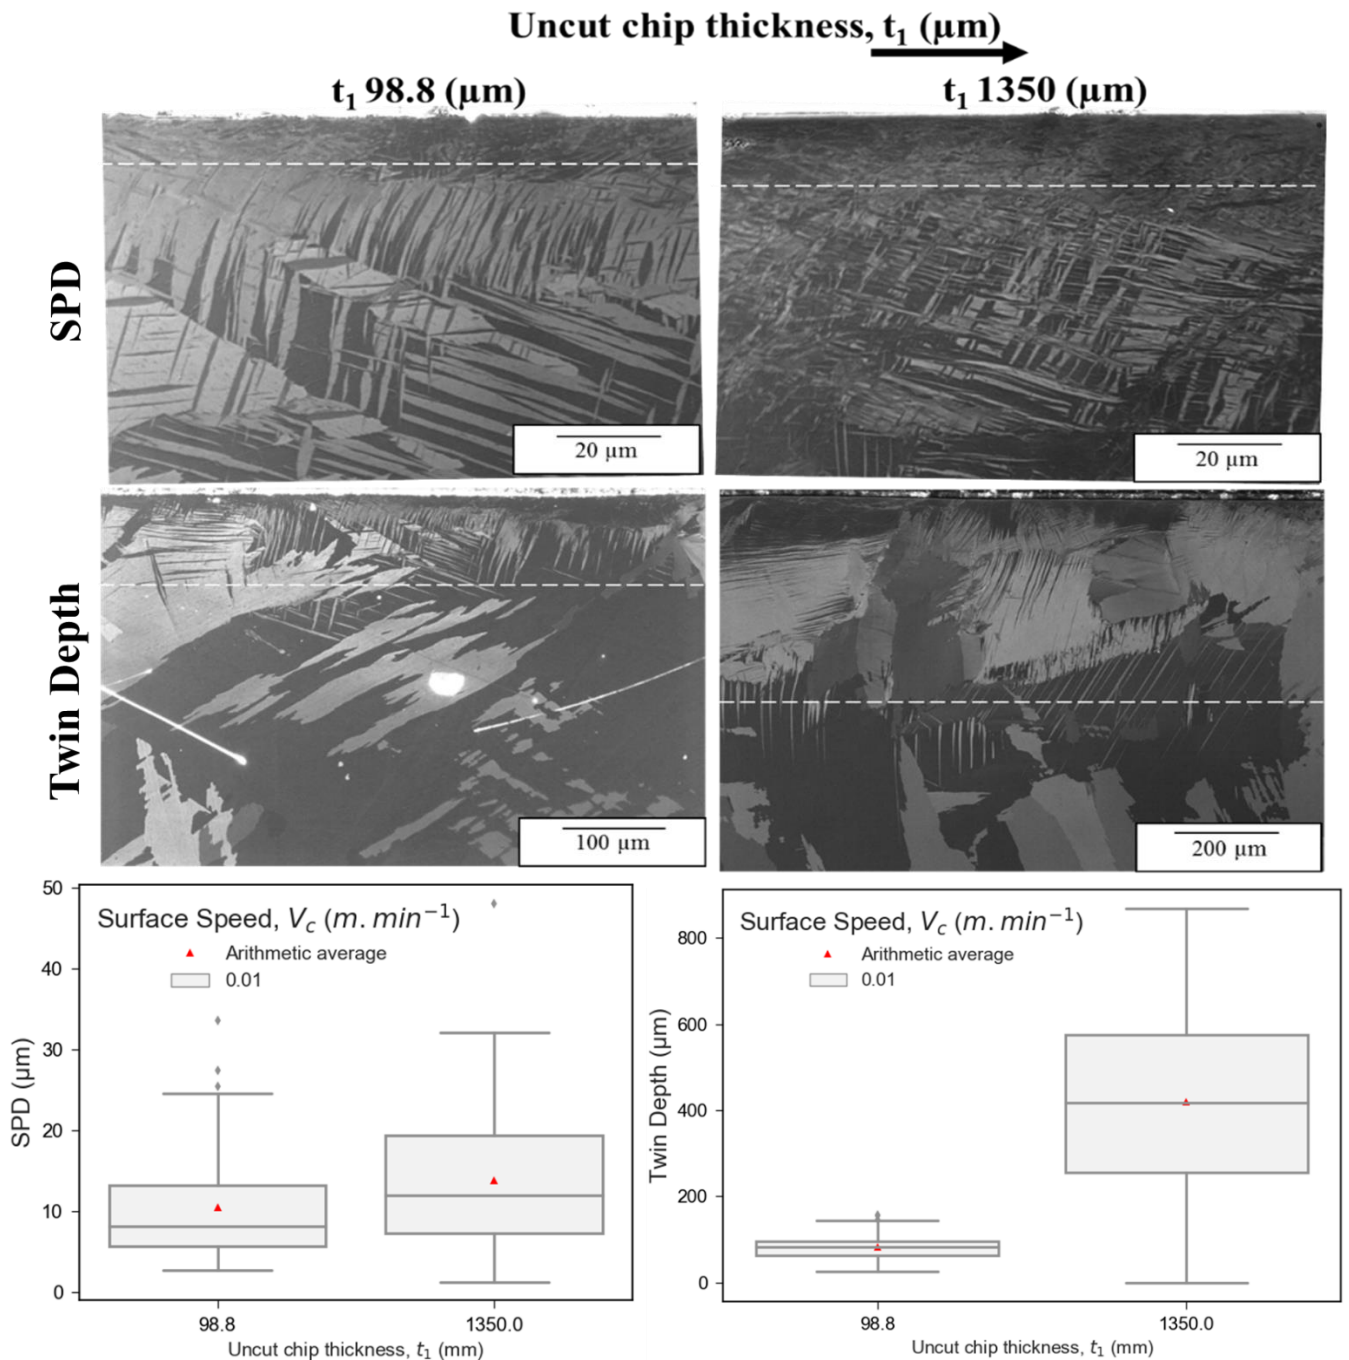 Uncut chip thickness, t₁ (µm)
t₁ 98.8 (µm)
t₁ 1350 (µm)
SPD
20 µm
20 µm
Twin Depth
100 µm
200 µm
50
40
30
20
10
0
SPD (µm)
Surface Speed, V_c (m.min⁻¹)
Arithmetic average
0.01
98.8
1350.0
Uncut chip thickness, t₁ (mm)
800
600
400
200
0
Twin Depth (µm)
Surface Speed, V_c (m.min⁻¹)
Arithmetic average
0.01
98.8
1350.0
Uncut chip thickness, t₁ (mm)